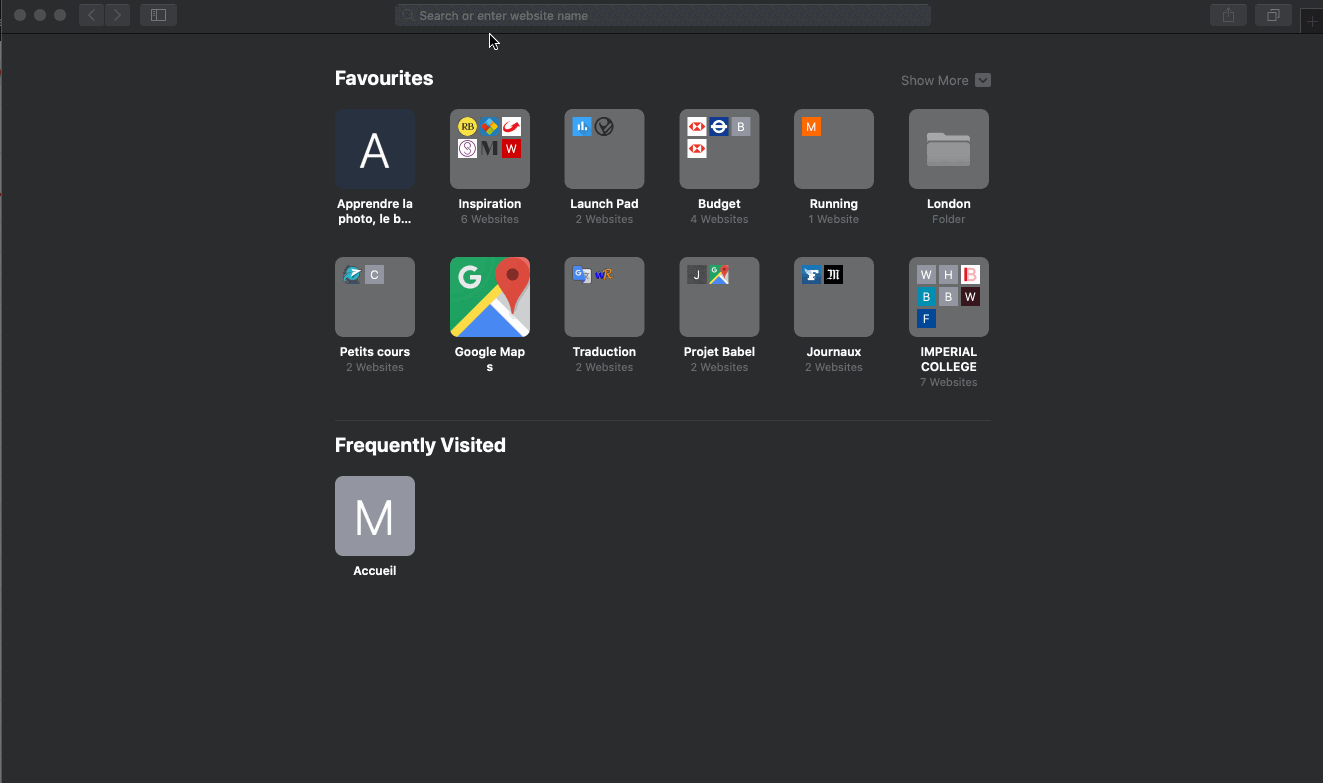 Search or enter website name
Favourites
Show More
A
RB
M
W
B
M
Apprendre la
photo, le b...
Inspiration
6 Websites
Launch Pad
2 Websites
Budget
4 Websites
Running
1 Website
London
Folder
C
G
G
WR
J
G
W H B
B B W
F
Petits cours
2 Websites
Google Map
s
Traduction
2 Websites
Projet Babel
2 Websites
Journaux
2 Websites
IMPERIAL
COLLEGE
7 Websites
Frequently Visited
M
Accueil